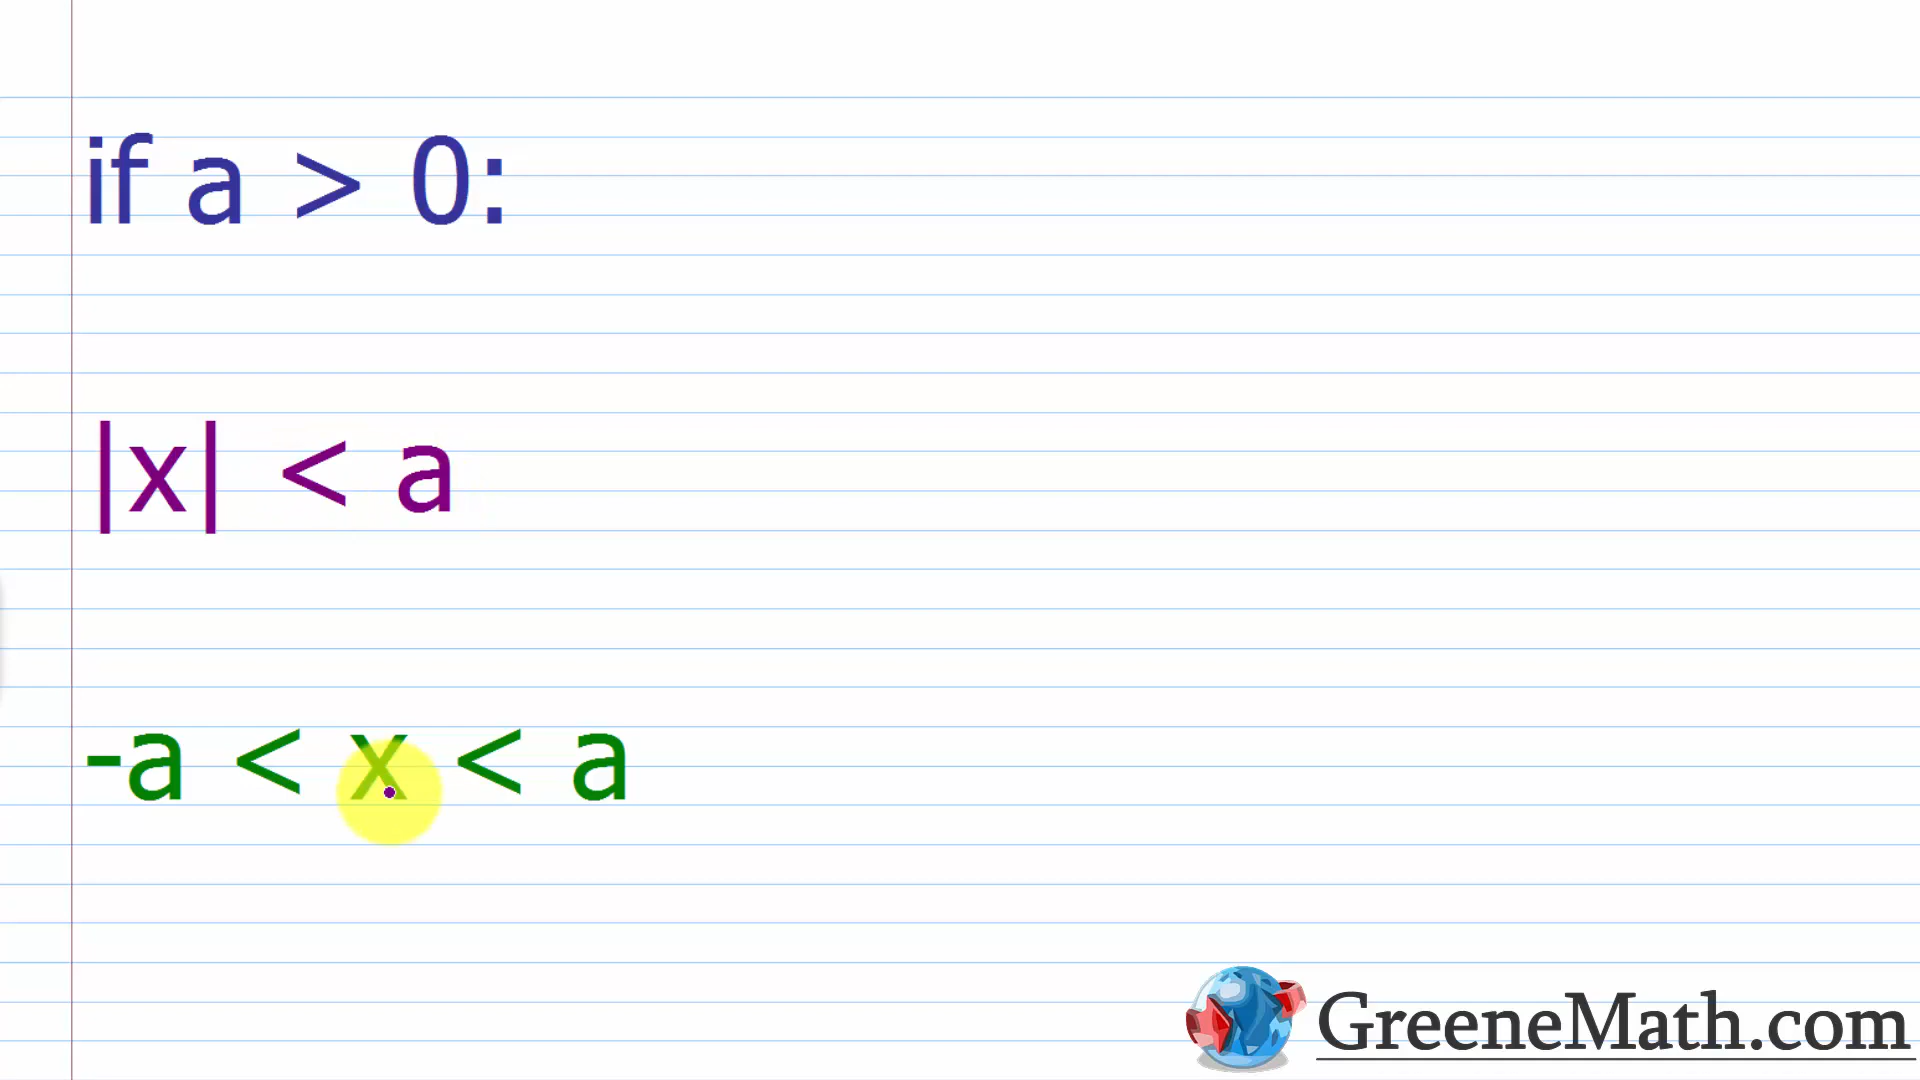 if a > 0:
|x| < a
-a < x < a
GreeneMath.com